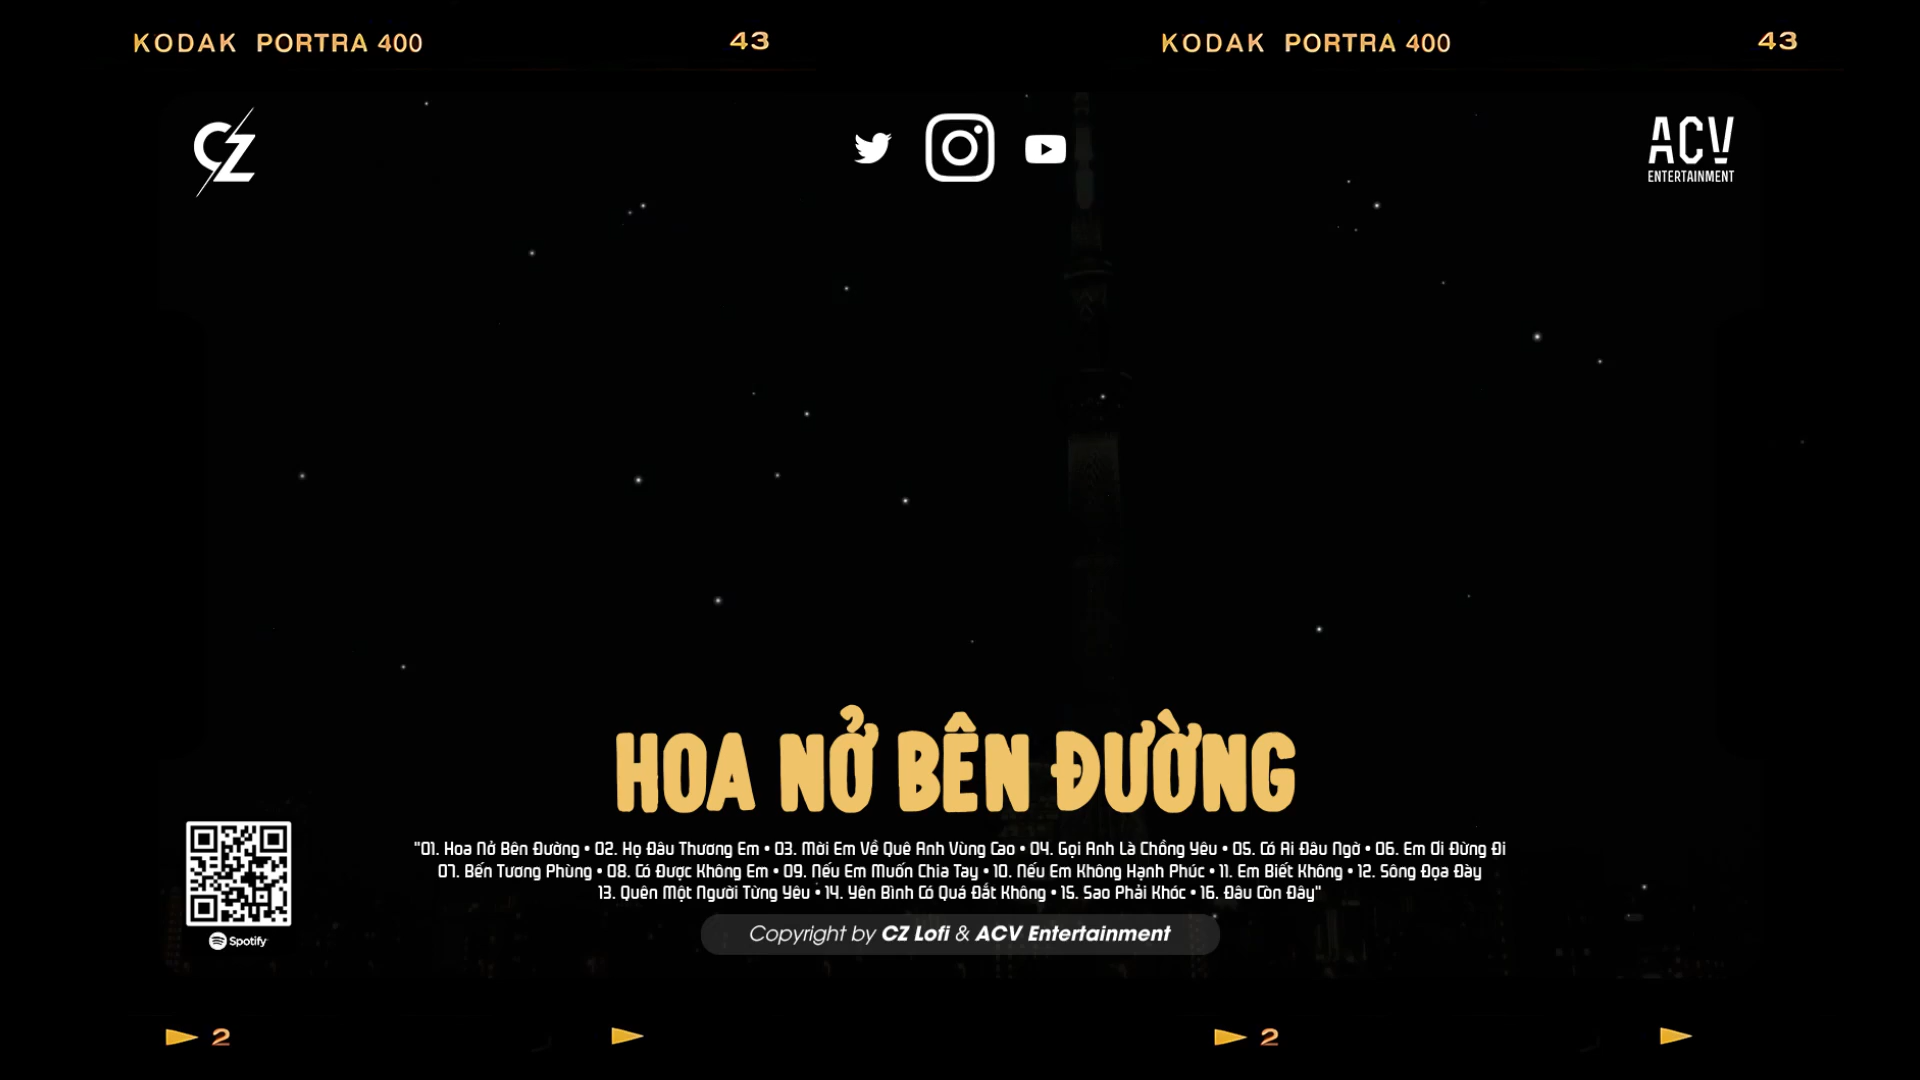 KODAK PORTRA 400 43 KODAK PORTRA 400 43
CZ
ACV
ENTERTAINMENT
HOA NỞ BÊN ĐƯỜNG
"01. Hoa Nở Bên Đường • 02. Họ Đâu Thương Em • 03. Mời Em Về Quê Anh Vùng Cao • 04. Gọi Anh Là Chồng Yêu • 05. Có Ai Đâu Ngờ • 06. Em Ơi Đừng Đi
07. Bến Tương Phùng • 08. Có Được Không Em • 09. Nếu Em Muốn Chia Tay • 10. Nếu Em Không Hạnh Phúc • 11. Em Biết Không • 12. Sông Đọa Đày
13. Quên Một Người Từng Yêu • 14. Yên Bình Có Quá Đắt Không • 15. Sao Phải Khóc • 16. Đâu Còn Đây"
Copyright by CZ Lofi & ACV Entertainment
Spotify
2 2